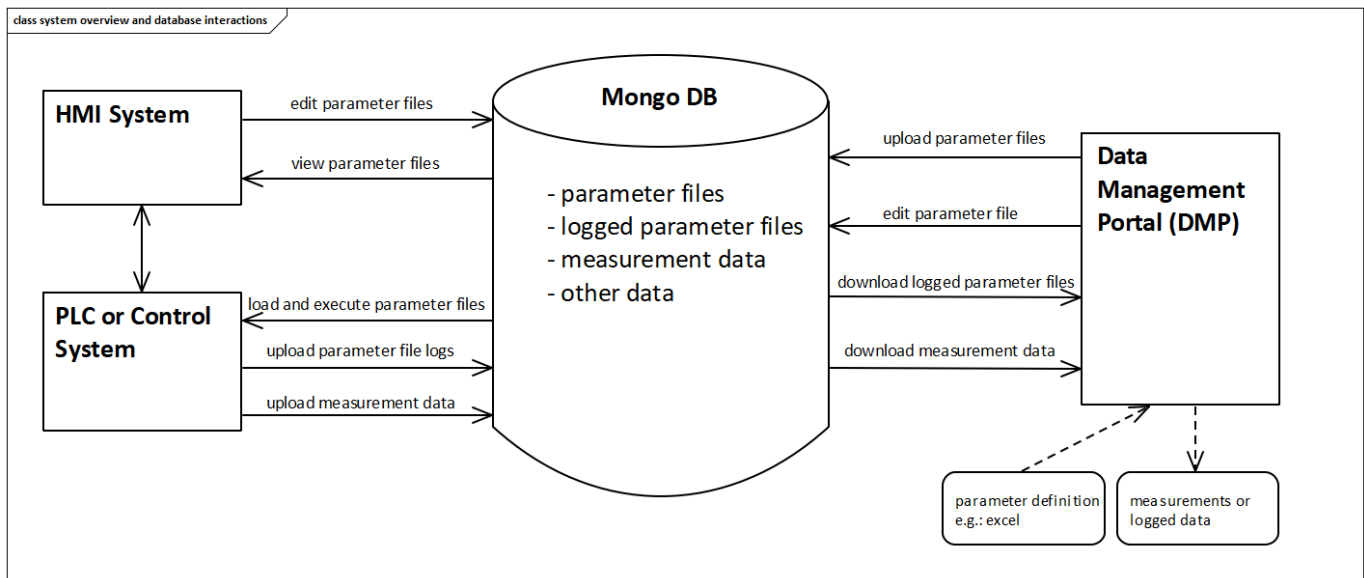 class system overview and database interactions
HMI System
edit parameter files
view parameter files
PLC or Control
System
load and execute parameter files
upload parameter file logs
upload measurement data
Mongo DB
- parameter files
- logged parameter files
- measurement data
- other data
upload parameter files
edit parameter file
download logged parameter files
download measurement data
Data
Management
Portal (DMP)
parameter definition
e.g.: excel
measurements or
logged data